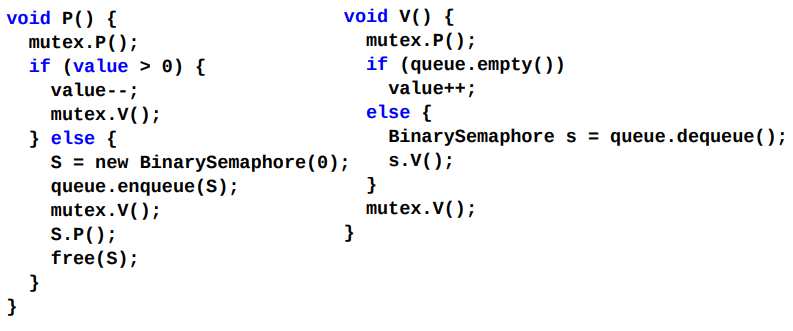 void P() {
  mutex.P();
  if (value > 0) {
    value--;
    mutex.V();
  } else {
    S = new BinarySemaphore(0);
    queue.enqueue(S);
    mutex.V();
    S.P();
    free(S);
  }
}
void V() {
  mutex.P();
  if (queue.empty())
    value++;
  else {
    BinarySemaphore s = queue.dequeue();
    s.V();
  }
  mutex.V();
}